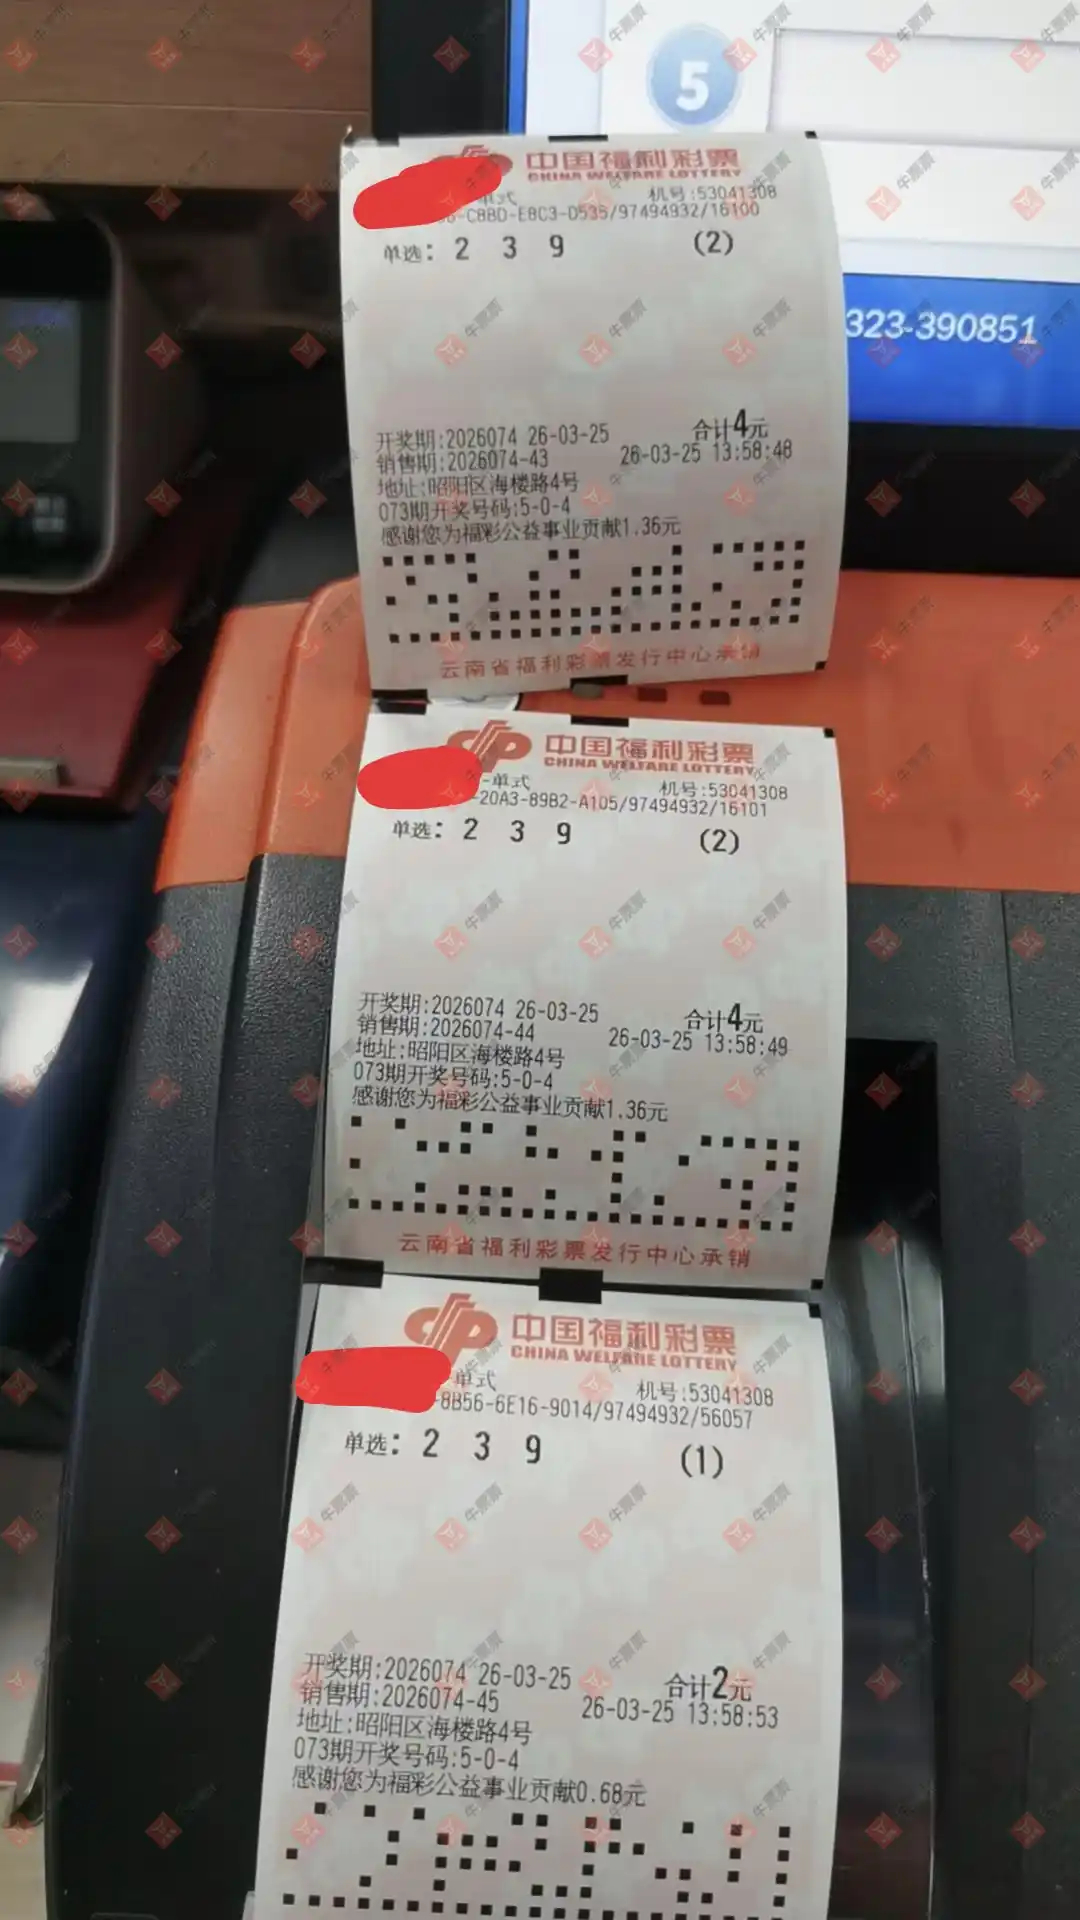 5
323-390851
中国福利彩票
CHINA WELFARE LOTTERY
单式 机号:53041308
-C8BD-E8C3-D535/97494932/16100
单选: 2 3 9 (2)
开奖期:2026074 26-03-25 合计4元
销售期:2026074-43 26-03-25 13:58:48
地址:昭阳区海楼路4号
073期开奖号码:5-0-4
感谢您为福彩公益事业贡献1.36元
云南省福利彩票发行中心承销
中国福利彩票
CHINA WELFARE LOTTERY
-单式 机号:53041308
-20A3-89B2-A105/97494932/16101
单选: 2 3 9 (2)
开奖期:2026074 26-03-25 合计4元
销售期:2026074-44 26-03-25 13:58:49
地址:昭阳区海楼路4号
073期开奖号码:5-0-4
感谢您为福彩公益事业贡献1.36元
云南省福利彩票发行中心承销
中国福利彩票
CHINA WELFARE LOTTERY
-单式 机号:53041308
-8B56-6E16-9014/97494932/56057
单选: 2 3 9 (1)
开奖期:2026074 26-03-25 合计2元
销售期:2026074-45 26-03-25 13:58:53
地址:昭阳区海楼路4号
073期开奖号码:5-0-4
感谢您为福彩公益事业贡献0.68元